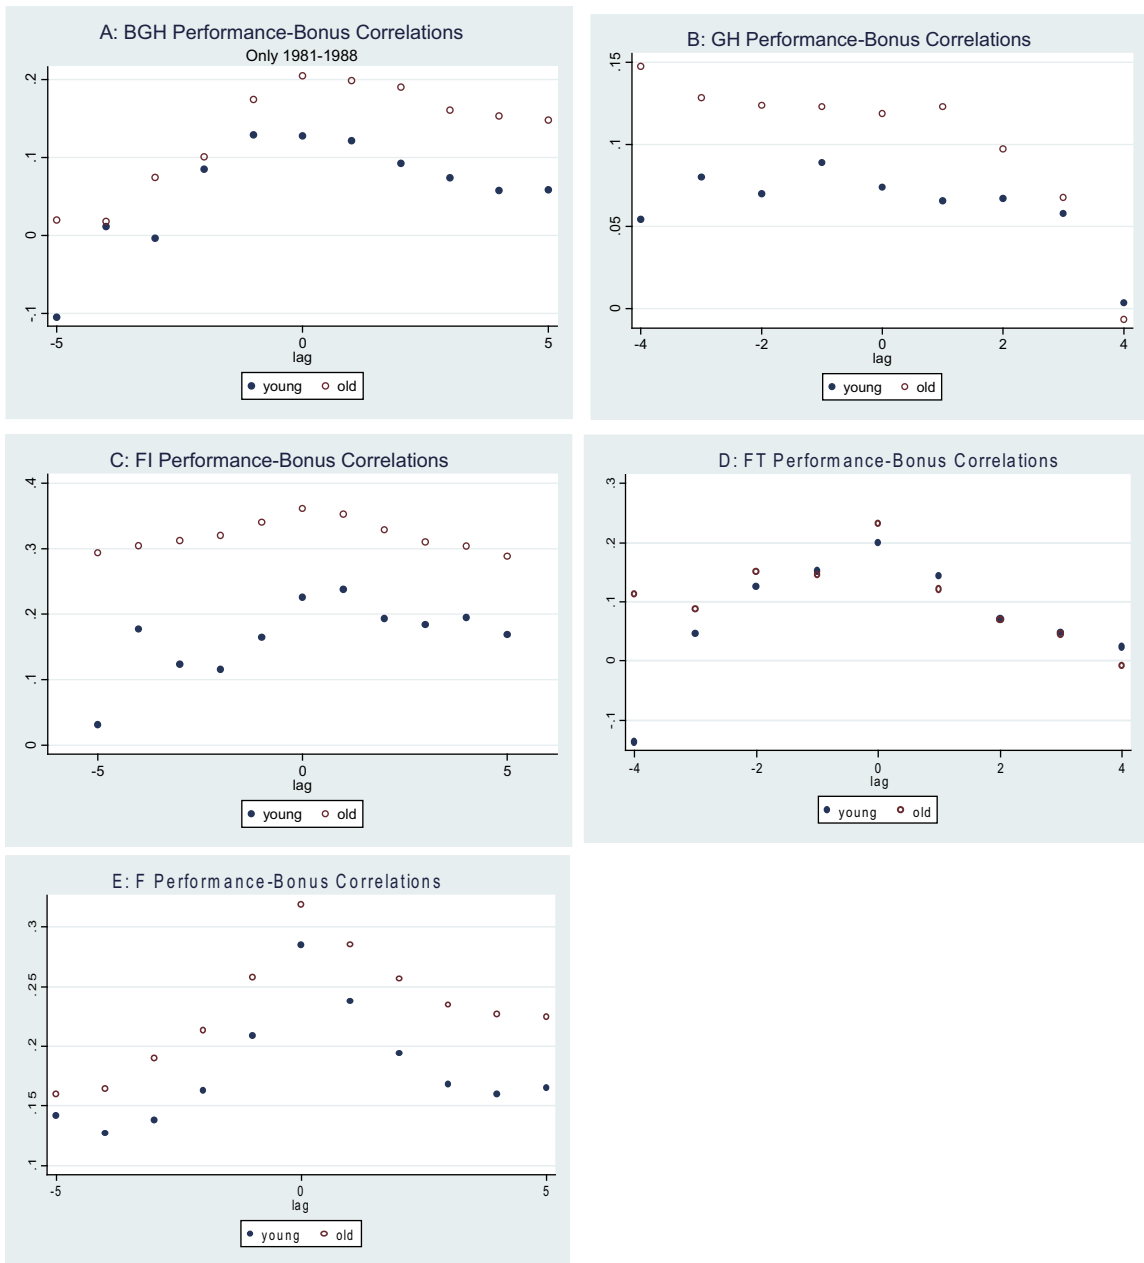 A: BGH Performance-Bonus Correlations
Only 1981-1988
.2
.1
0
-.1
-5 0 5
lag
young old
B: GH Performance-Bonus Correlations
.15
.1
.05
0
-4 -2 0 2 4
lag
young old
C: FI Performance-Bonus Correlations
.4
.3
.2
.1
0
-5 0 5
lag
young old
D: FT Performance-Bonus Correlations
.3
.2
.1
0
-.1
-4 -2 0 2 4
lag
young old
E: F Performance-Bonus Correlations
.3
.25
.2
.15
.1
-5 0 5
lag
young old